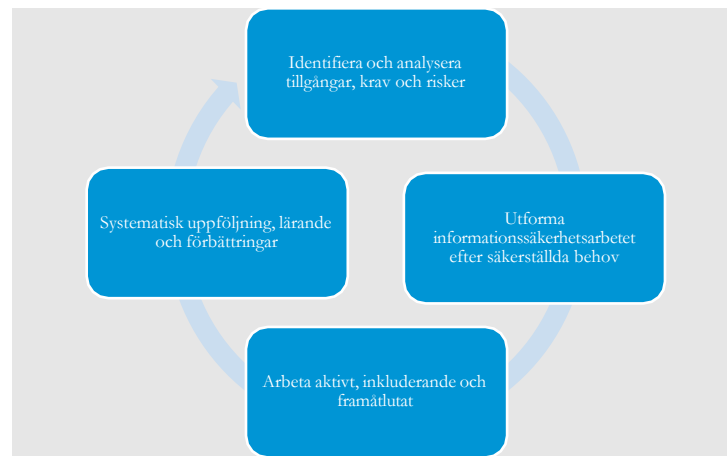 Identifiera och analysera
tillgångar, krav och risker
Systematisk uppföljning, lärande
och förbättringar
Utforma
informationssäkerhetsarbetet
efter säkerställda behov
Arbeta aktivt, inkluderande och
framåtlutat